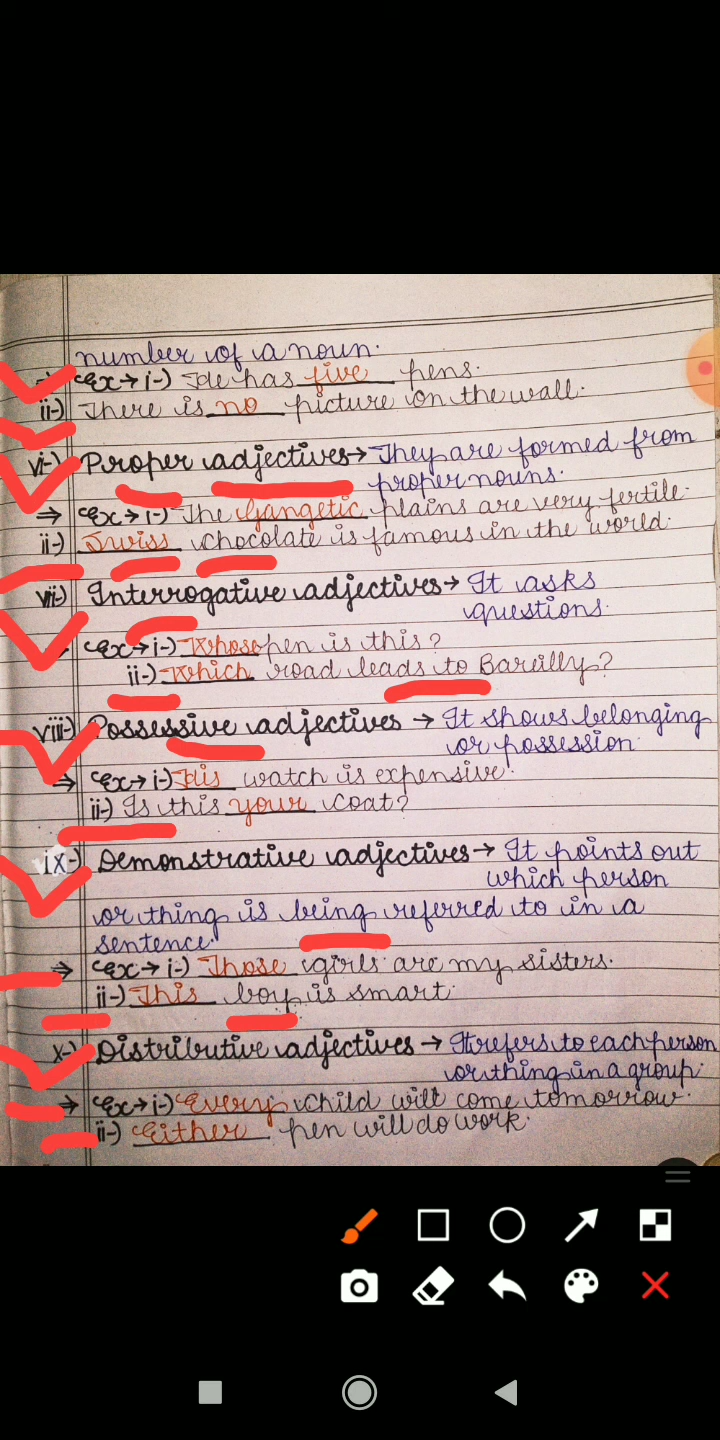 number of a noun.
⇒ Ex→ i-) He has five pens.
ii-) There is no picture on the wall.
vi-) Proper adjectives→ They are formed from
proper nouns.
⇒ Ex→ i-) The Gangetic plains are very fertile.
ii-) Swiss chocolate is famous in the world.
vii-) Interrogative adjectives→ It asks
questions.
Ex→ i-) Whose pen is this?
ii-) Which road leads to Bareilly?
viii-) Possessive adjectives → It shows belonging
or possession.
⇒ Ex→ i-) His watch is expensive.
ii-) Is this your coat?
ix-) Demonstrative adjectives→ It points out
which person
or thing is being referred to in a
sentence.
⇒ Ex→ i-) Those girls are my sisters.
ii-) This boy is smart.
x-) Distributive adjectives → It refers to each person
or thing in a group.
⇒ Ex→ i-) Every child will come tomorrow.
ii-) Either pen will do work.